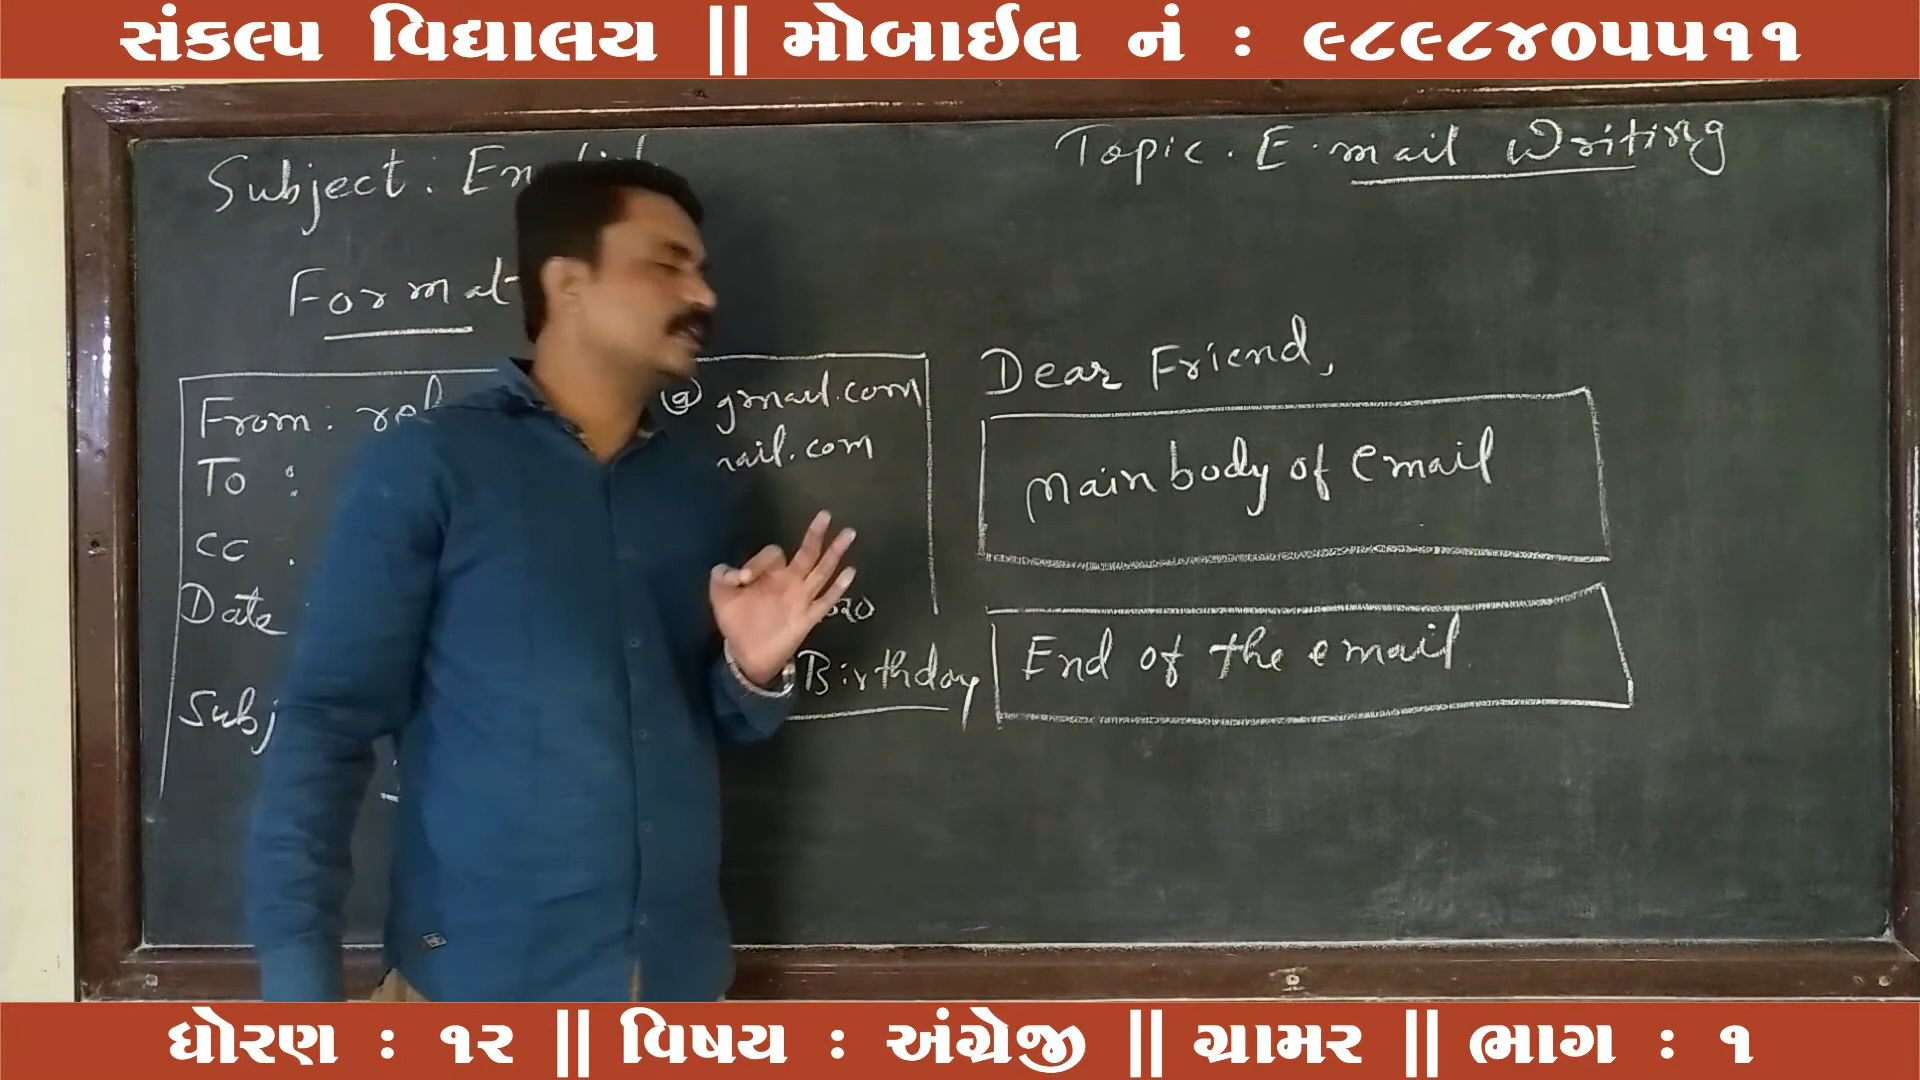 સંકલ્પ વિદ્યાલય || મોબાઈલ નં : ૯૮૯૮૪૦૫૫૧૧
Subject : En
Topic. E-mail Writing
Format
From :
@gmail.com
To :
mail.com
CC :
Date
Subj
Birthday
Dear Friend,
Main body of email
End of the email.
ધોરણ : ૧૨ || વિષય : અંગ્રેજી || ગ્રામર || ભાગ : ૧